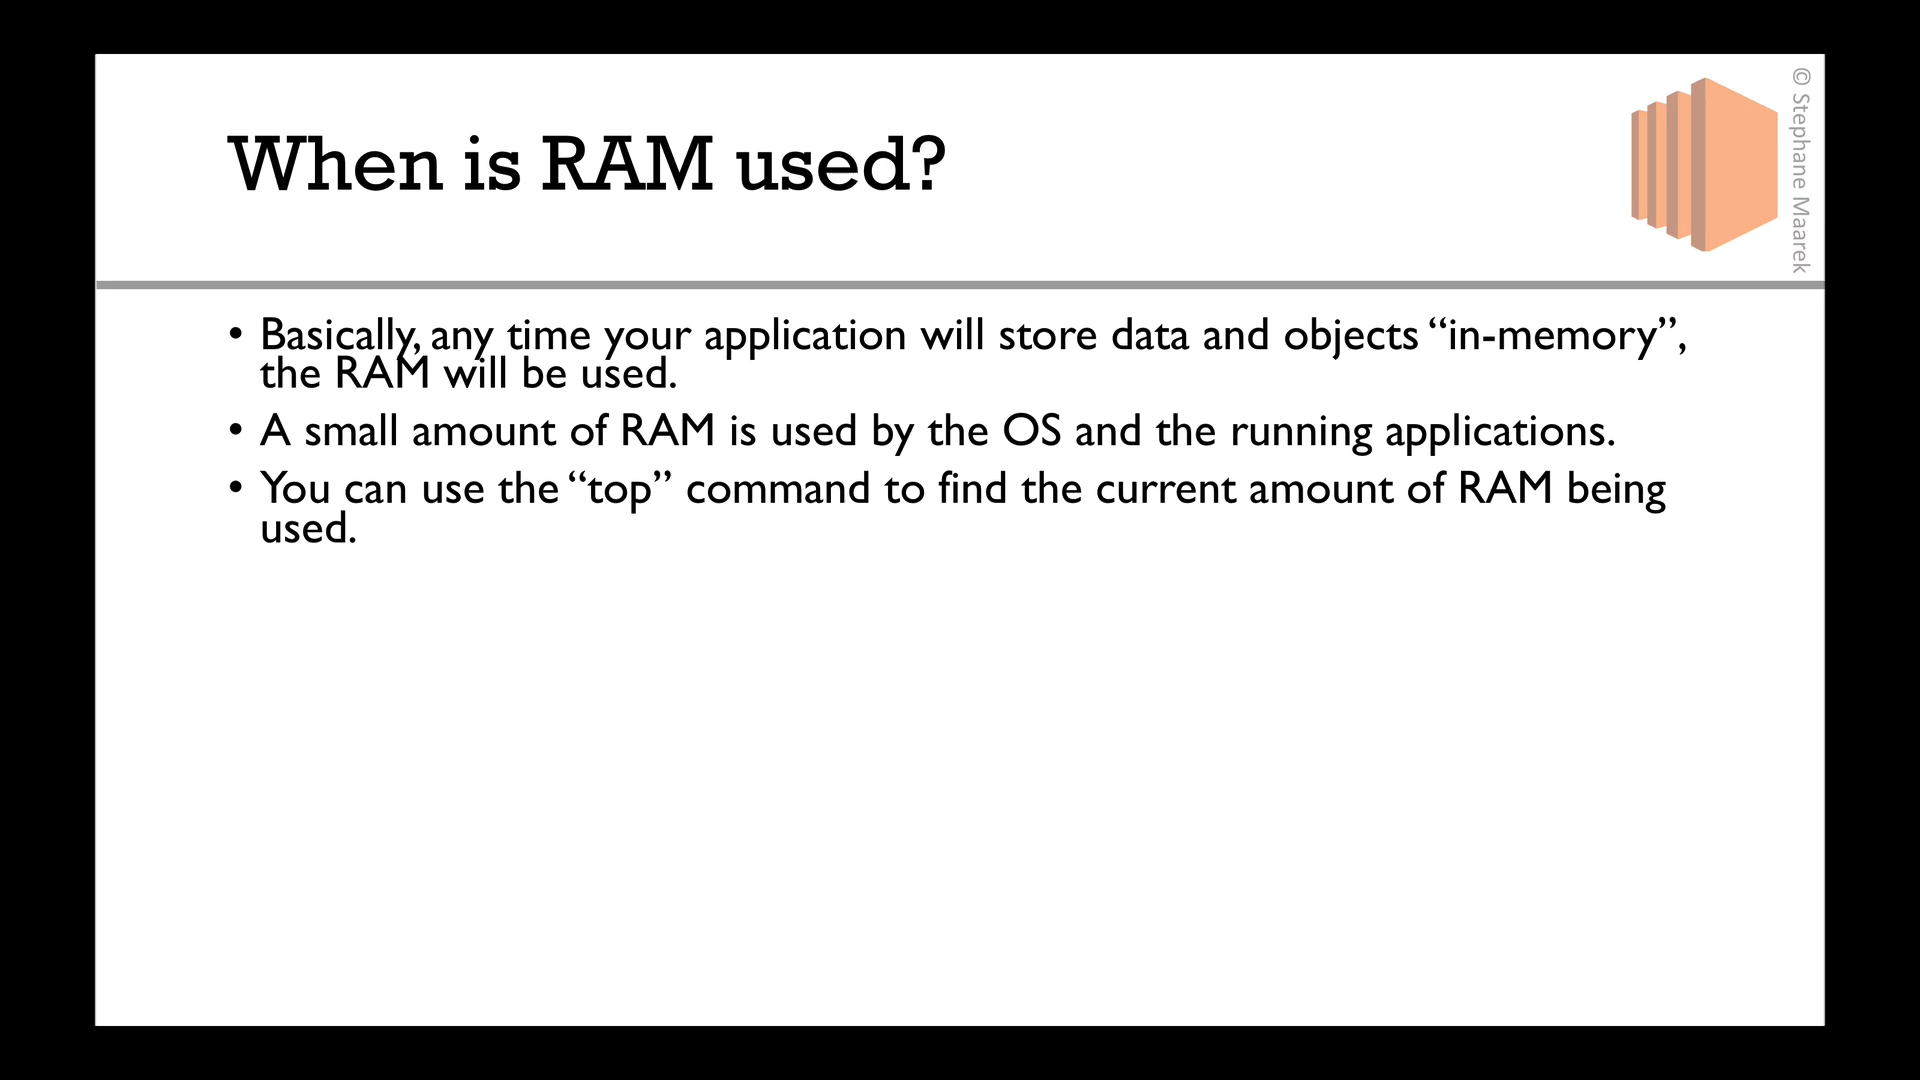 When is RAM used?
© Stephane Maarek
• Basically, any time your application will store data and objects “in-memory”,
the RAM will be used.
• A small amount of RAM is used by the OS and the running applications.
• You can use the “top” command to find the current amount of RAM being
used.